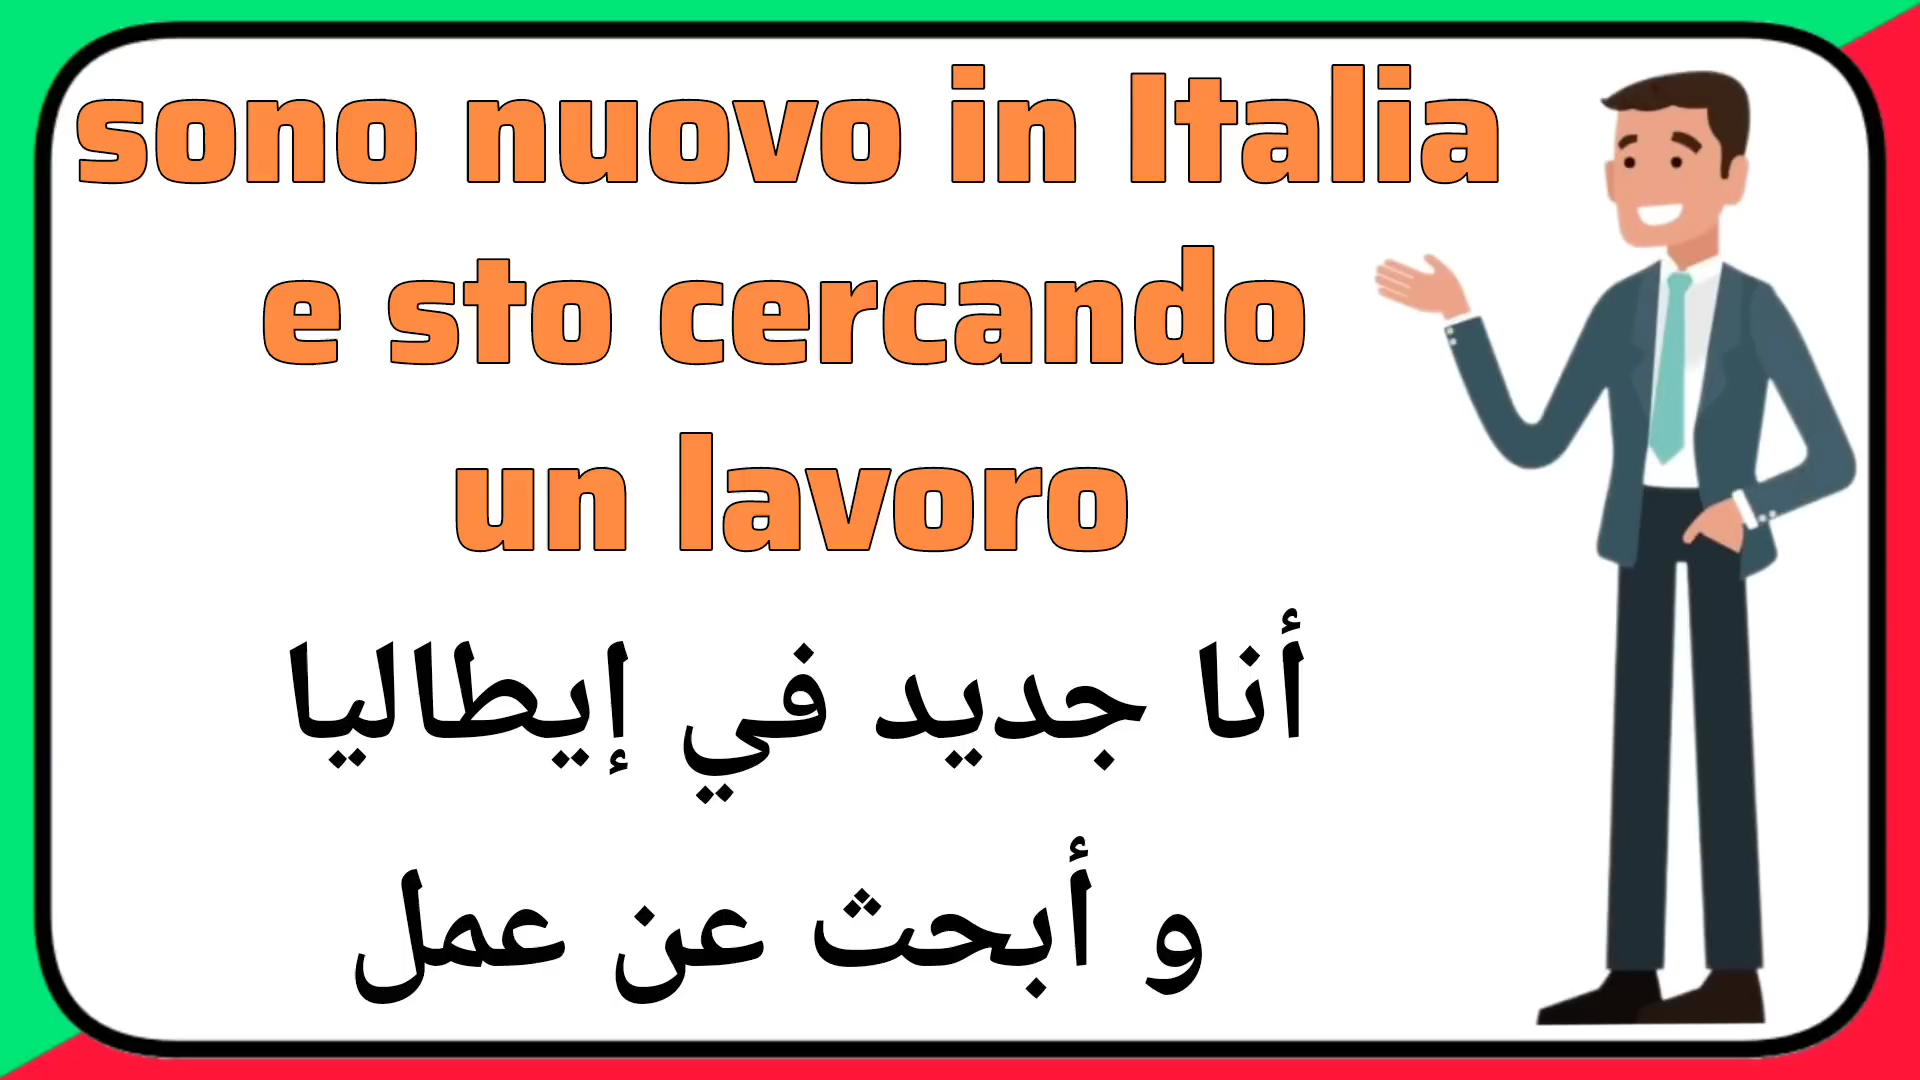 sono nuovo in Italia
e sto cercando
un lavoro
أنا جديد في إيطاليا
و أبحث عن عمل